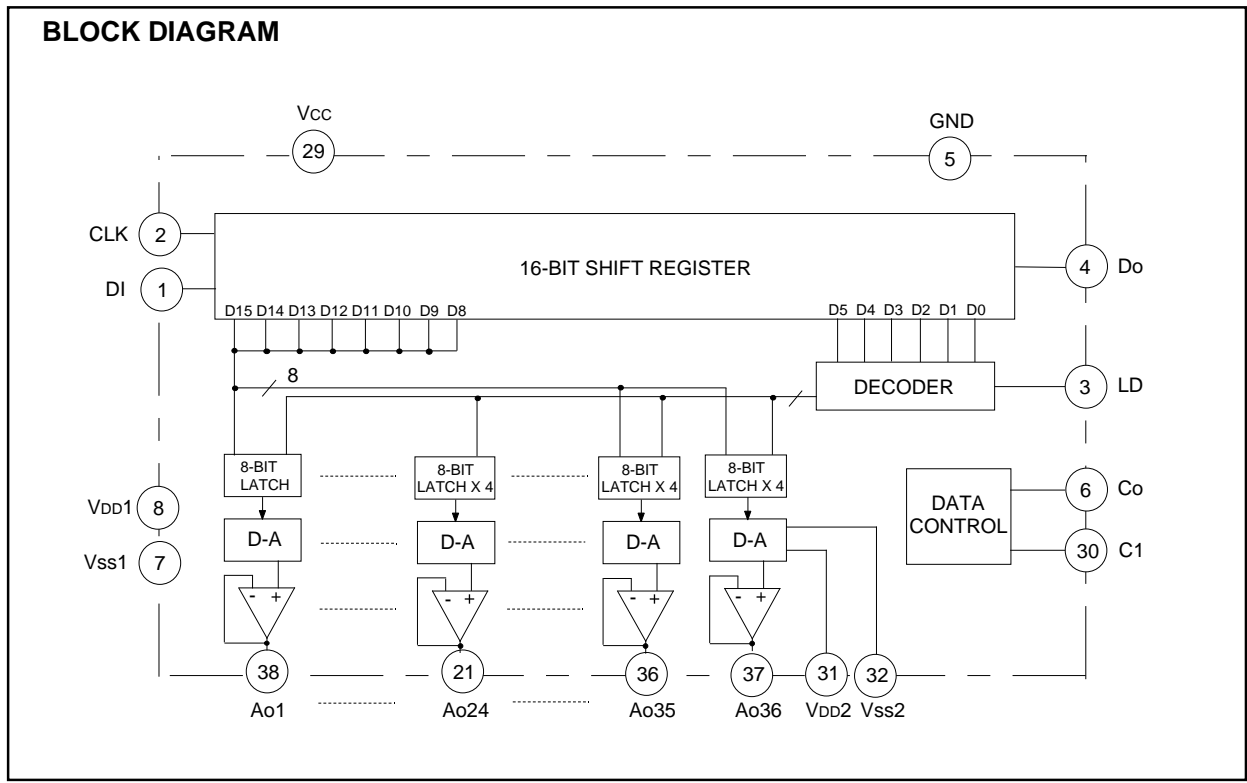 BLOCK DIAGRAM
VCC
GND
29
5
CLK
2
16-BIT SHIFT REGISTER
4
Do
DI
1
D15 D14 D13 D12 D11 D10 D9 D8
D5 D4 D3 D2 D1 D0
8
DECODER
3
LD
8-BIT
LATCH
8-BIT
LATCH X 4
8-BIT
LATCH X 4
8-BIT
LATCH X 4
DATA
CONTROL
6
Co
30
C1
VDD1
8
Vss1
7
D-A
D-A
D-A
D-A
- +
- +
- +
- +
38
21
36
37
31
32
Ao1
Ao24
Ao35
Ao36
VDD2
Vss2